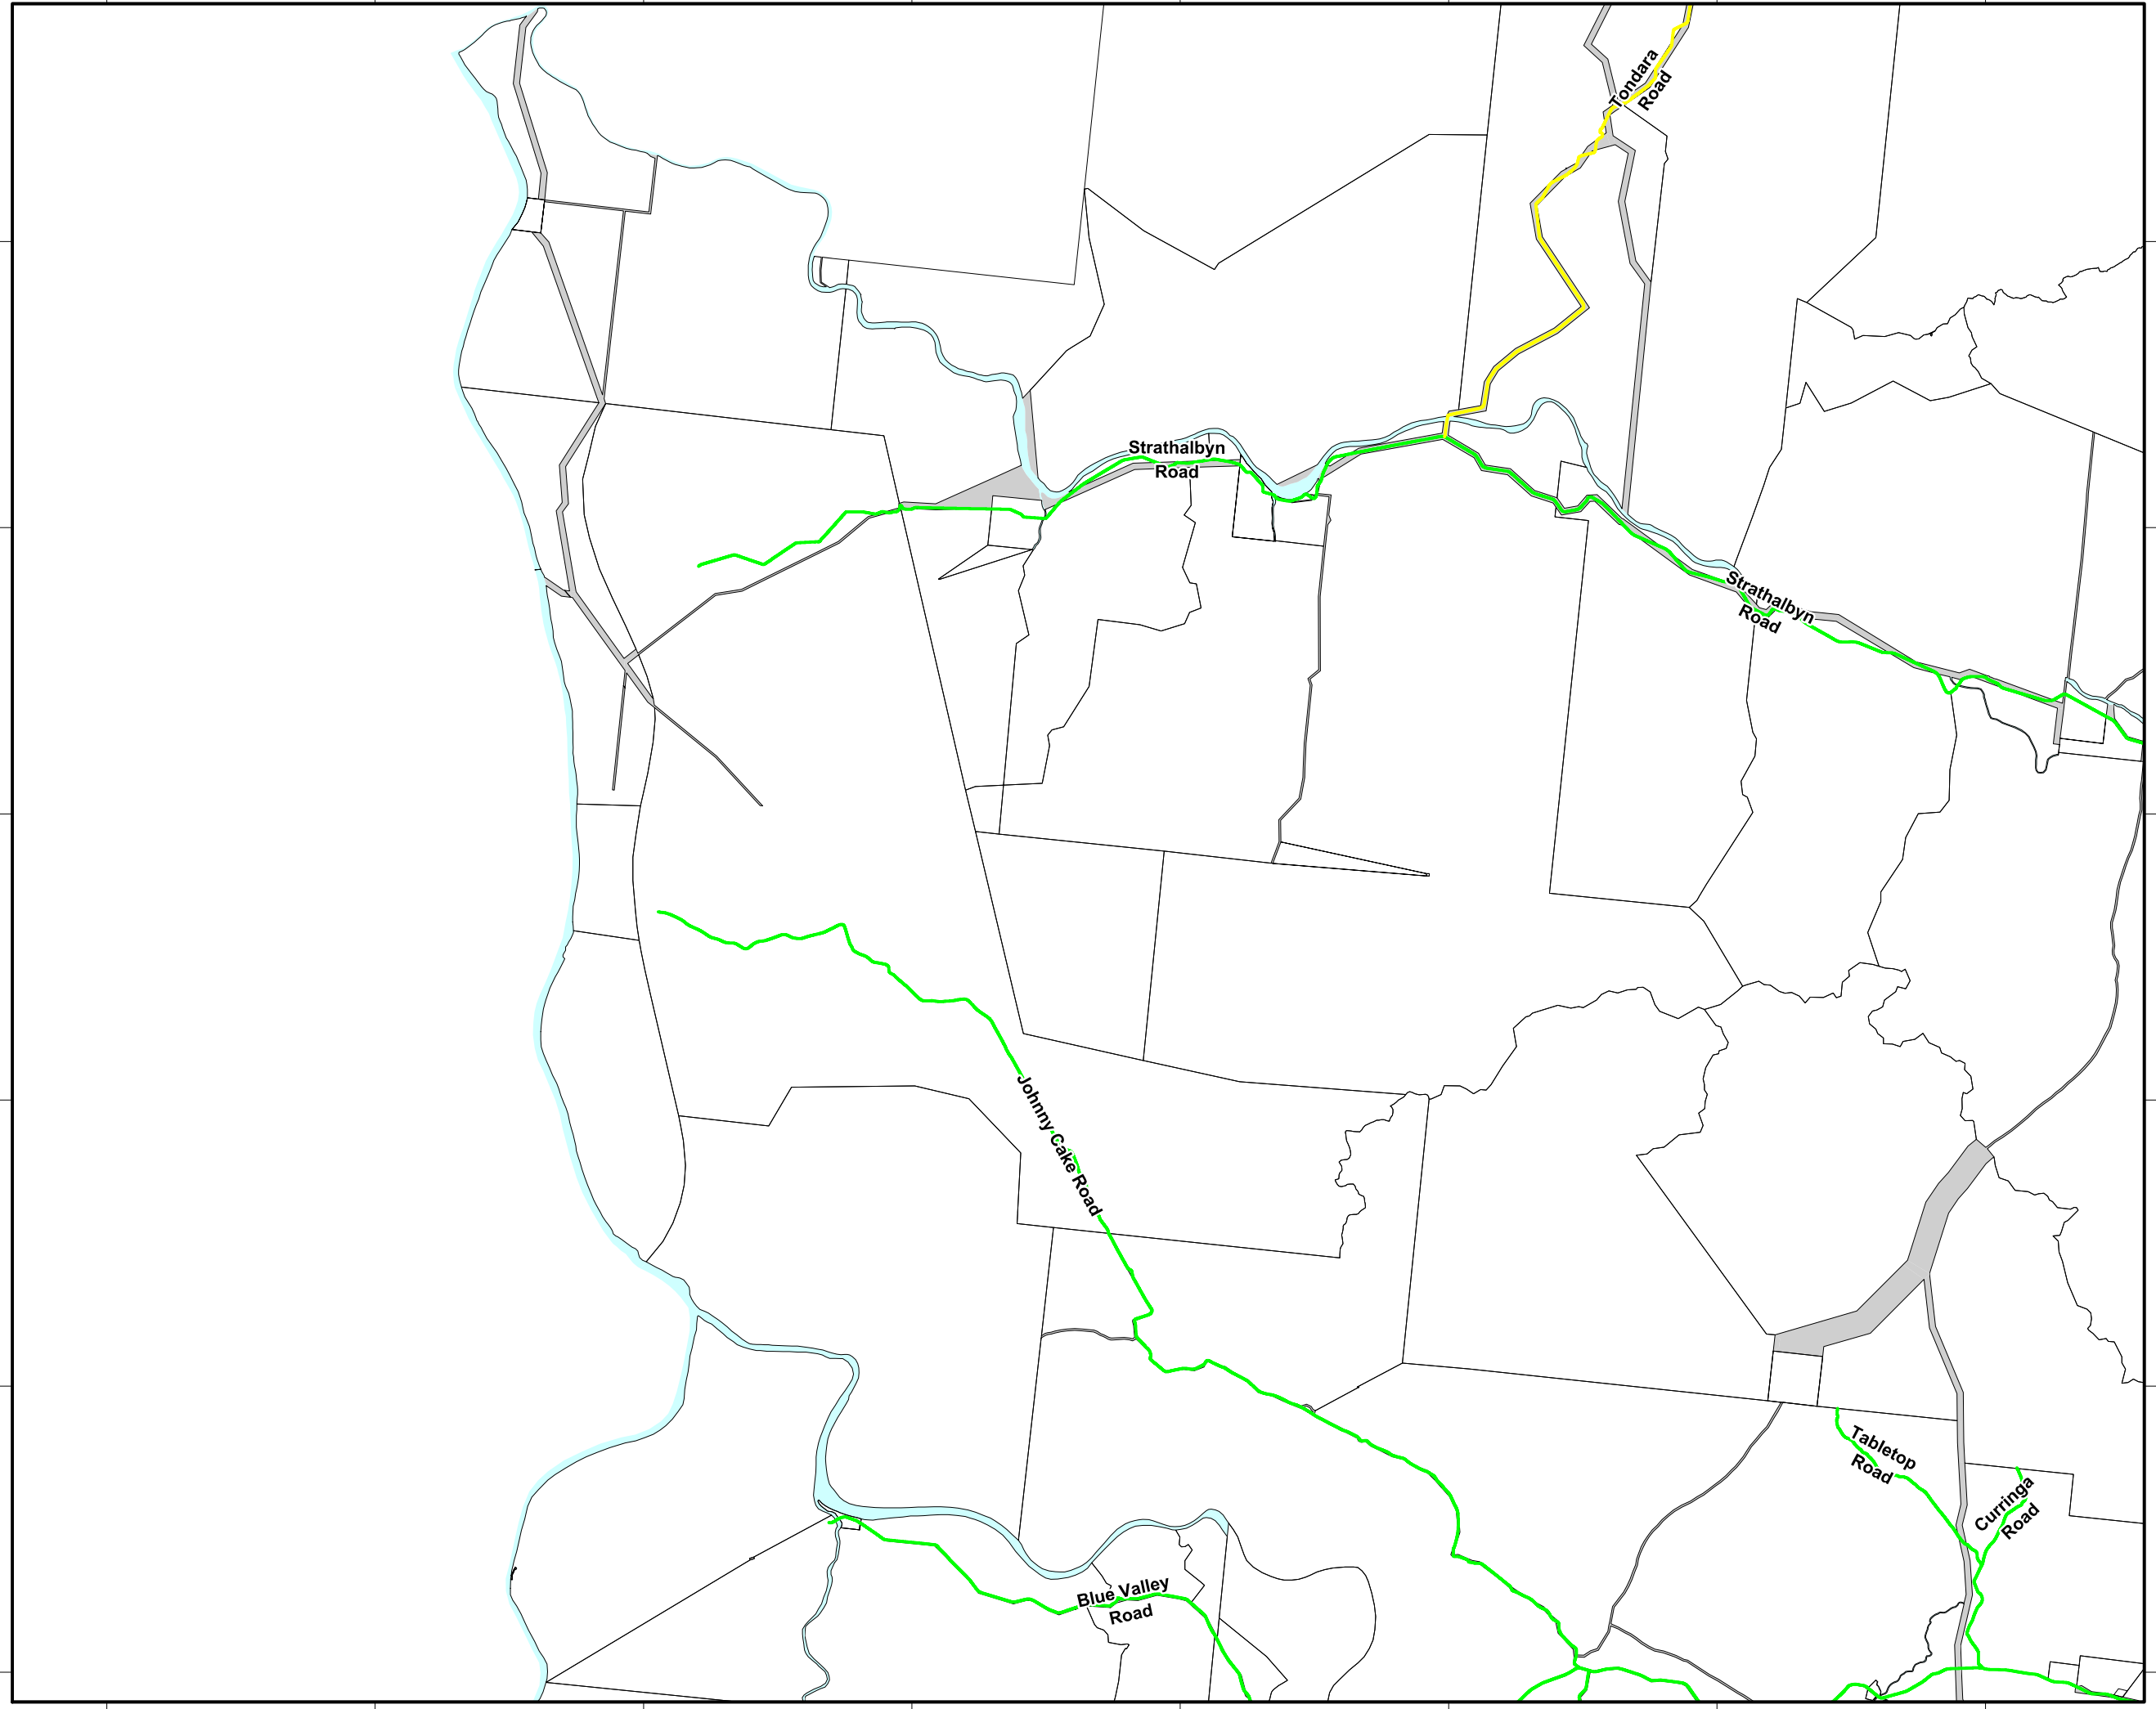 Tondara
Road
Strathalbyn
Road
Strathalbyn
Road
Johnny Cake Road
Tabletop
Road
Curringa
Road
Blue Valley
Road